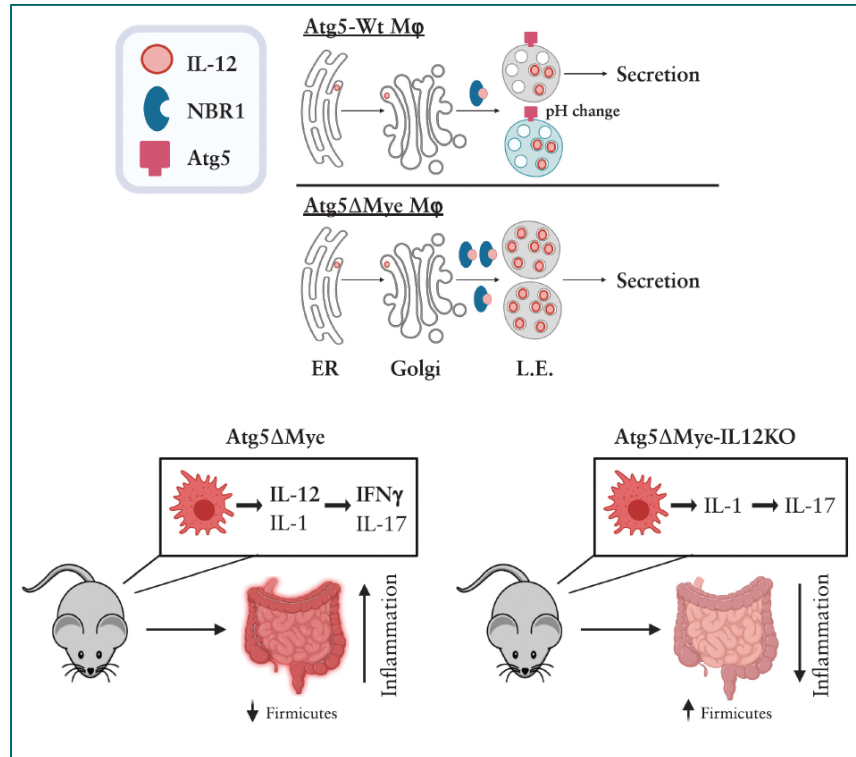 IL-12
NBR1
Atg5
Atg5-Wt Mφ
Secretion
pH change
Atg5ΔMye Mφ
Secretion
ER
Golgi
L.E.
Atg5ΔMye
IL-12
IFNγ
IL-1
IL-17
Inflammation
Firmicutes
Atg5ΔMye-IL12KO
IL-1
IL-17
Inflammation
Firmicutes